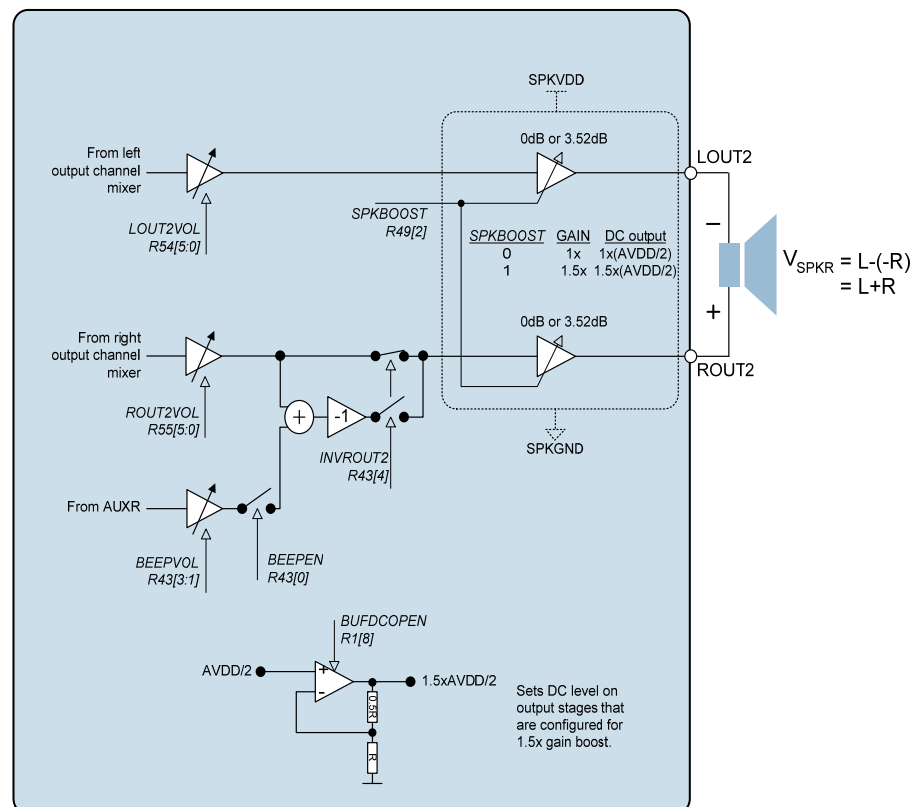 SPKVDD
0dB or 3.52dB
From left
output channel
mixer
LOUT2
LOUT2VOL
R54[5:0]
SPKBOOST
R49[2]
SPKBOOST GAIN DC output
0 1x 1x(AVDD/2)
1 1.5x 1.5x(AVDD/2)
−
+
VSPKR = L-(-R)
= L+R
0dB or 3.52dB
From right
output channel
mixer
ROUT2
ROUT2VOL
R55[5:0]
+
-1
INVROUT2
R43[4]
SPKGND
From AUXR
BEEPVOL
R43[3:1]
BEEPEN
R43[0]
BUFDCOPEN
R1[8]
AVDD/2
+
-
1.5xAVDD/2
0.5R
R
Sets DC level on
output stages that
are configured for
1.5x gain boost.